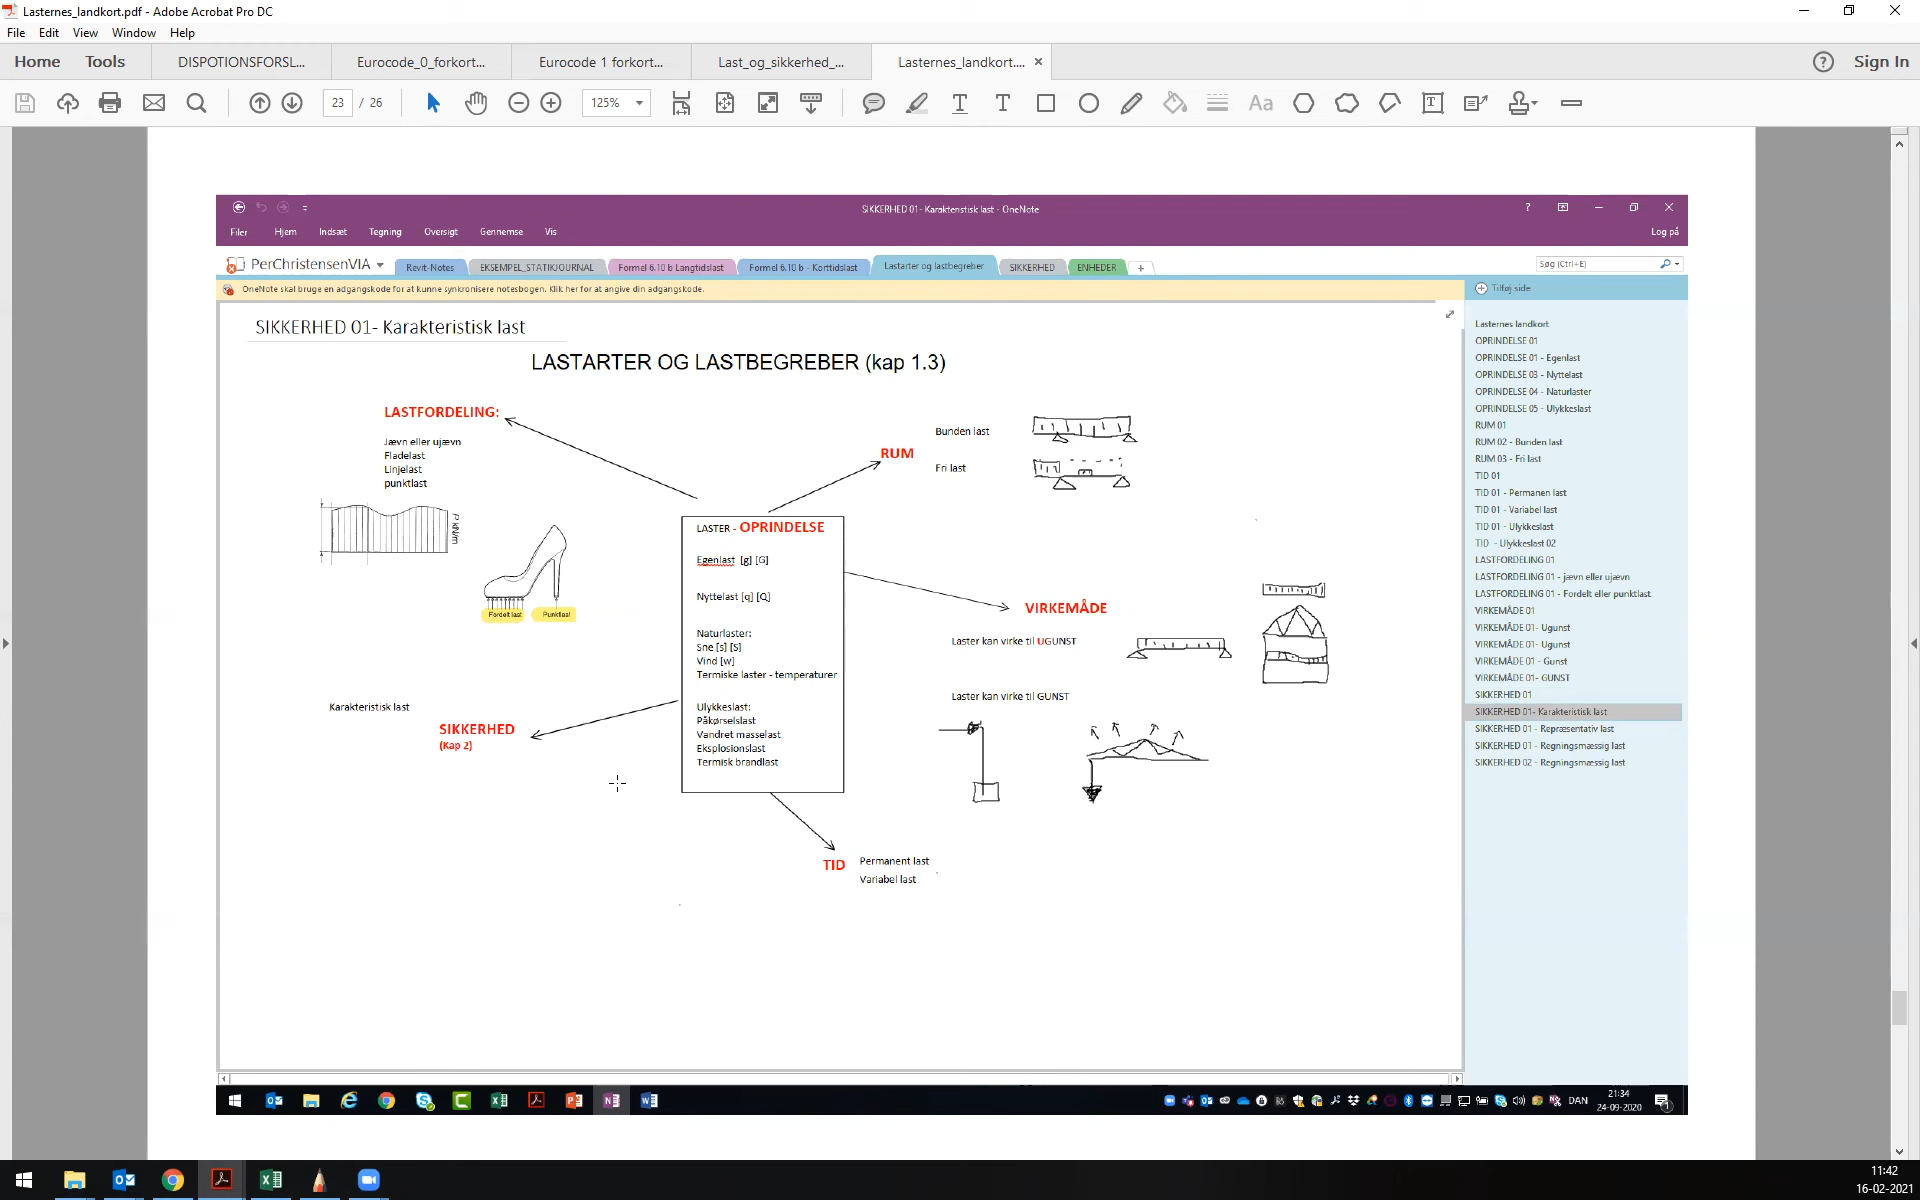 Lasternes_landkort.pdf - Adobe Acrobat Pro DC
File Edit View Window Help
Home Tools DISPOTIONSFORSL... Eurocode_0_forkort... Eurocode 1 forkort... Last_og_sikkerhed_... Lasternes_landkort.... Sign In
23 / 26 125%
SIKKERHED 01- Karakteristisk last - OneNote
Filer Hjem Indsæt Tegning Oversigt Gennemse Vis Log på
PerChristensenVIA Revit-Notes EKSEMPEL_STATIKJOURNAL Formel 6.10 b Langtidslast Formel 6.10 b - Korttidslast Lastarter og lastbegreber SIKKERHED ENHEDER + Søg (Ctrl+E)
OneNote skal bruge en adgangskode for at kunne synkronisere notesbogen. Klik her for at angive din adgangskode.
SIKKERHED 01- Karakteristisk last
LASTARTER OG LASTBEGREBER (kap 1.3)
LASTFORDELING:
Jævn eller ujævn
Fladelast
Linjelast
punktlast
P kN/m
Fordelt last
Punktlast
RUM
Bunden last
Fri last
LASTER - OPRINDELSE
Egenlast [g] [G]
Nyttelast [q] [Q]
Naturlaster:
Sne [s] [S]
Vind [w]
Termiske laster - temperaturer
Ulykkeslast:
Påkørselslast
Vandret masselast
Eksplosionslast
Termisk brandlast
VIRKEMÅDE
Laster kan virke til UGUNST
Laster kan virke til GUNST
Karakteristisk last
SIKKERHED
(Kap 2)
TID
Permanent last
Variabel last
Tilføj side
Lasternes landkort
OPRINDELSE 01
OPRINDELSE 01 - Egenlast
OPRINDELSE 03 - Nyttelast
OPRINDELSE 04 - Naturlaster
OPRINDELSE 05 - Ulykkeslast
RUM 01
RUM 02 - Bunden last
RUM 03 - Fri last
TID 01
TID 01 - Permanen last
TID 01 - Variabel last
TID 01 - Ulykkeslast
TID - Ulykkeslast 02
LASTFORDELING 01
LASTFORDELING 01 - jævn eller ujævn
LASTFORDELING 01 - Fordelt eller punktlast
VIRKEMÅDE 01
VIRKEMÅDE 01- Ugunst
VIRKEMÅDE 01- Ugunst
VIRKEMÅDE 01 - Gunst
VIRKEMÅDE 01- GUNST
SIKKERHED 01
SIKKERHED 01- Karakteristisk last
SIKKERHED 01 - Repræsentativ last
SIKKERHED 01 - Regningsmæssig last
SIKKERHED 02 - Regningsmæssig last
DAN
21:34
24-09-2020
11:42
16-02-2021